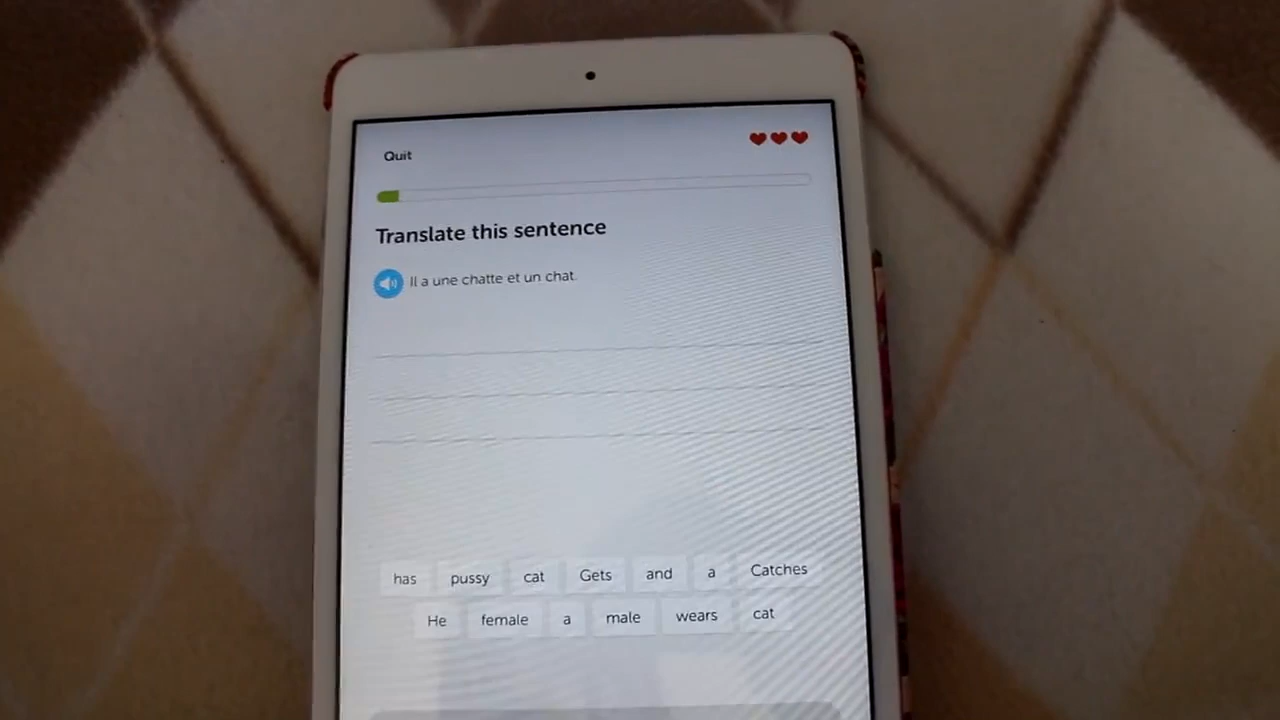 Quit
Translate this sentence
Il a une chatte et un chat.
has pussy cat Gets and a Catches
He female a male wears cat